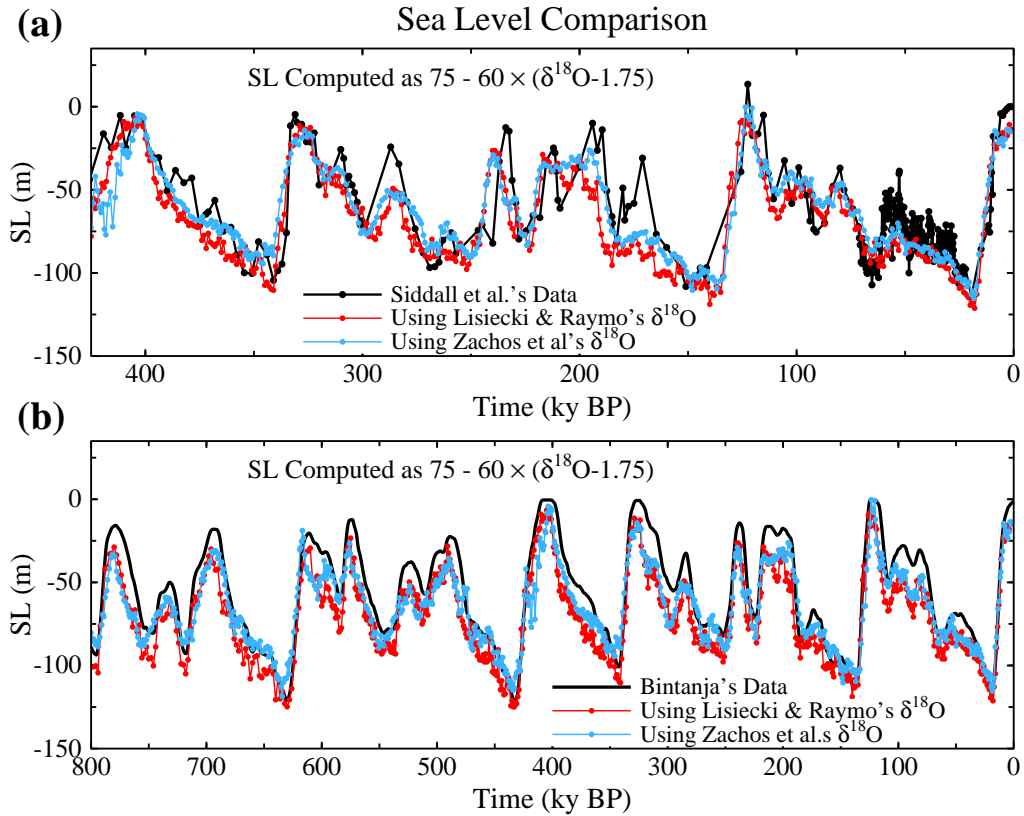 Sea Level Comparison
(a)
SL Computed as 75 - 60 × (δ¹⁸O-1.75)
0
-50
-100
-150
SL (m)
Siddall et al.'s Data
Using Lisiecki & Raymo's δ¹⁸O
Using Zachos et al's δ¹⁸O
400 300 200 100 0
Time (ky BP)
(b)
SL Computed as 75 - 60 × (δ¹⁸O-1.75)
0
-50
-100
-150
SL (m)
Bintanja's Data
Using Lisiecki & Raymo's δ¹⁸O
Using Zachos et al.s δ¹⁸O
800 700 600 500 400 300 200 100 0
Time (ky BP)